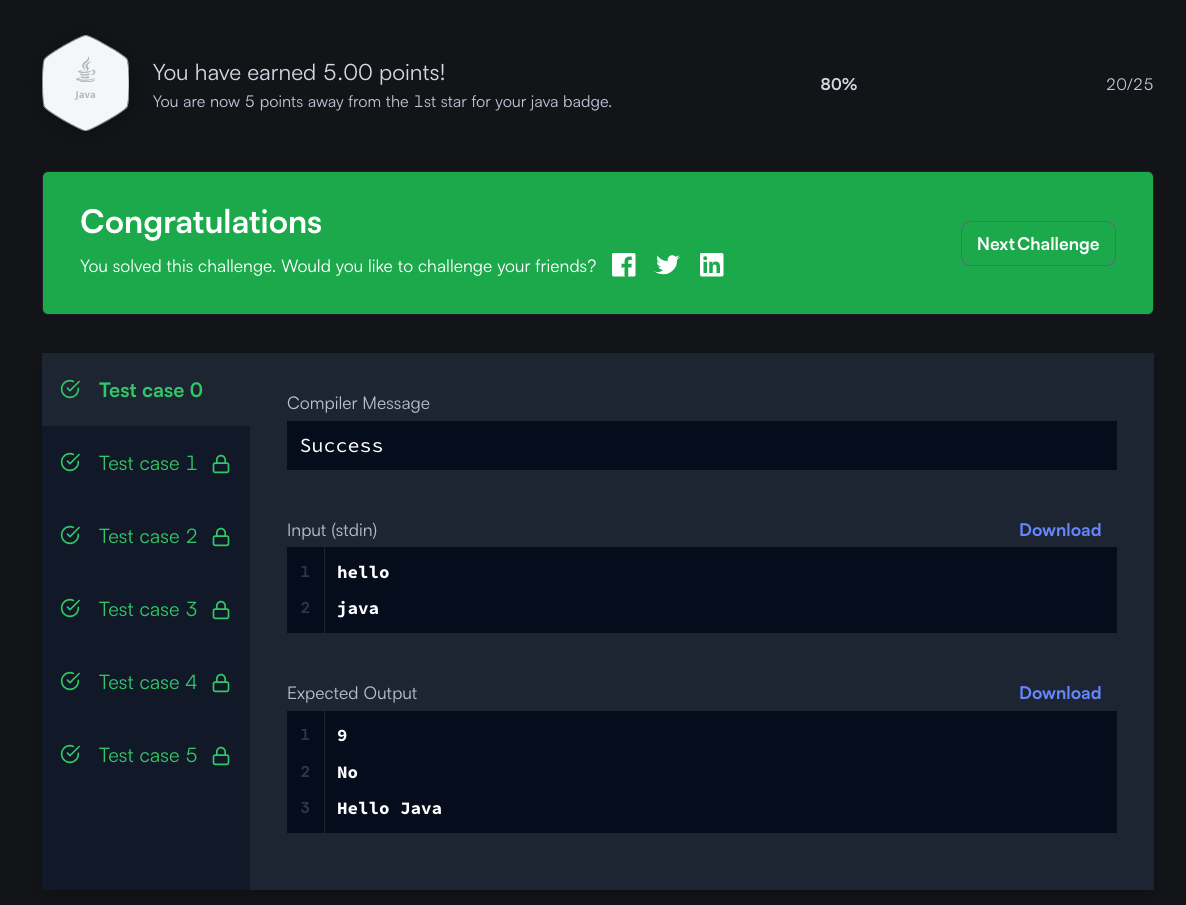 Java
You have earned 5.00 points!
You are now 5 points away from the 1st star for your java badge.
80%
20/25
Congratulations
You solved this challenge. Would you like to challenge your friends?
Next Challenge
Test case 0
Test case 1
Test case 2
Test case 3
Test case 4
Test case 5
Compiler Message
Success
Input (stdin)
Download
1 hello
2 java
Expected Output
Download
1 9
2 No
3 Hello Java